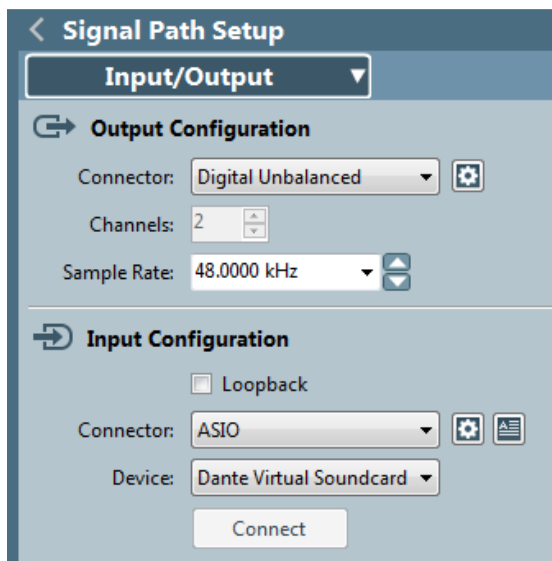 Signal Path Setup
Input/Output
Output Configuration
Connector: Digital Unbalanced
Channels: 2
Sample Rate: 48.0000 kHz
Input Configuration
Loopback
Connector: ASIO
Device: Dante Virtual Soundcard
Connect